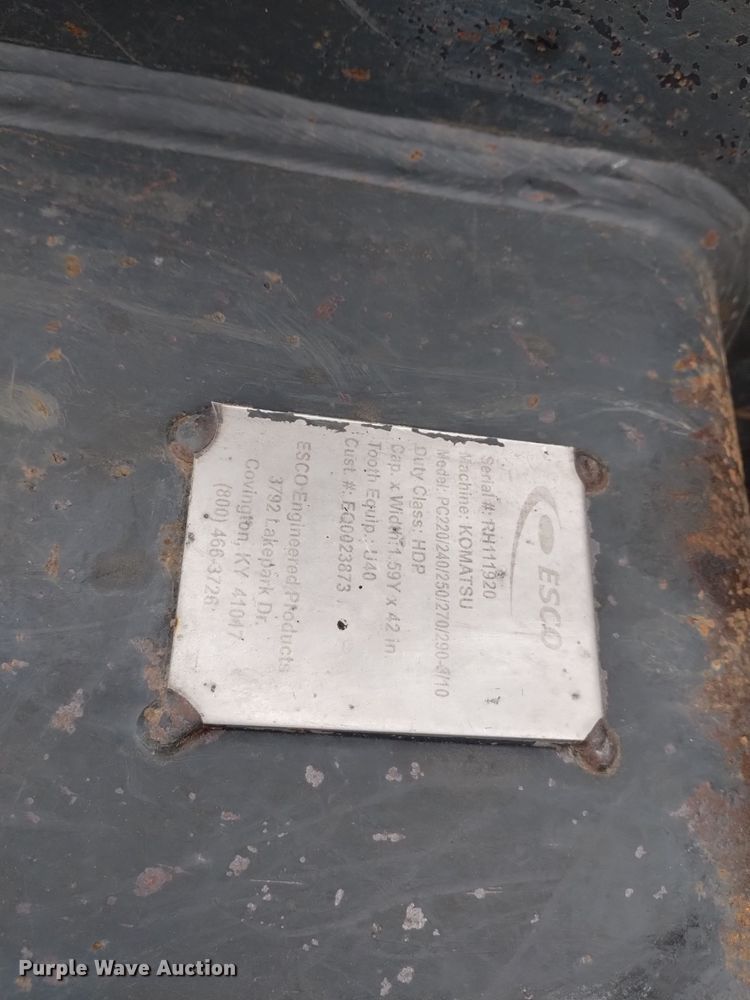 ESCO
Serial #: RH111920
Machine: KOMATSU
Model: PC220/240/250/270/290-8/10
Duty Class: HDP
Cap. x Width: 1.59Y x 42 in.
Tooth Equip.: U40
Cust. #: EQ0023873
ESCO Engineered Products
3792 Lakepark Dr.
Covington, KY 41017
(800) 466-3726
Purple Wave Auction